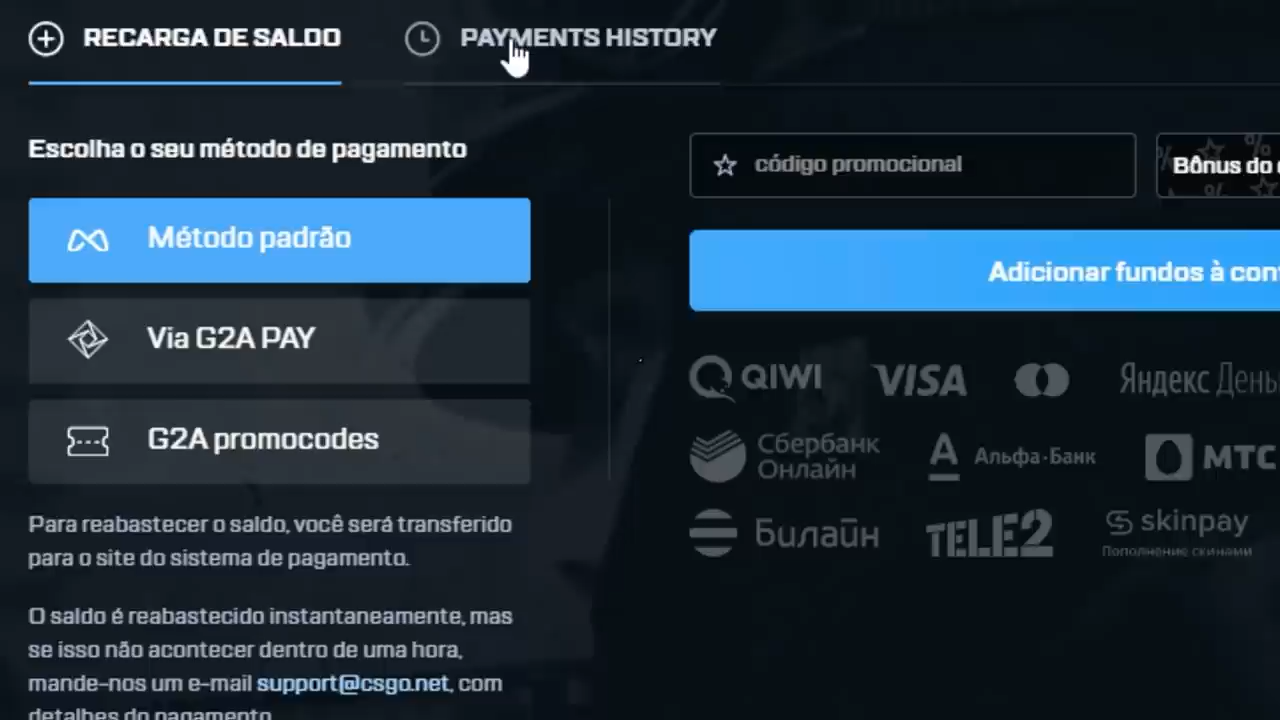 RECARGA DE SALDO
PAYMENTS HISTORY
Escolha o seu método de pagamento
código promocional
Bônus do
Método padrão
Adicionar fundos à con
Via G2A PAY
QIWI
VISA
Яндекс День
G2A promocodes
Сбербанк
Онлайн
Альфа·Банк
МТС
Билайн
TELE2
skinpay
Пополнение скинами
Para reabastecer o saldo, você será transferido
para o site do sistema de pagamento.
O saldo é reabastecido instantaneamente, mas
se isso não acontecer dentro de uma hora,
mande-nos um e-mail support@csgo.net, com
detalhes do pagamento